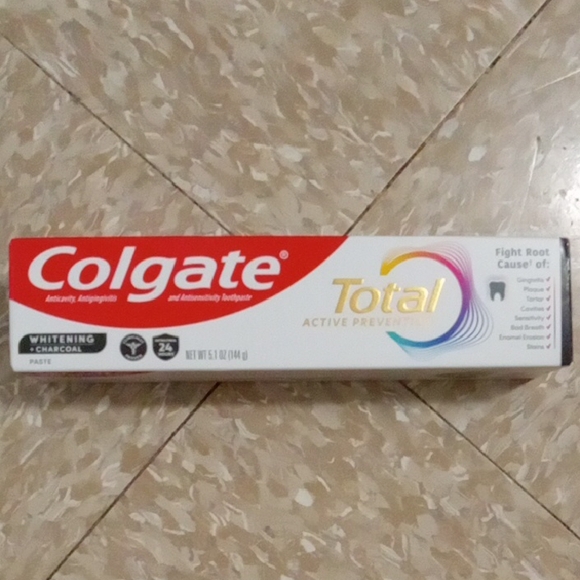 Colgate®
Anticavity, Antigingivitis and Antisensitivity Toothpaste
WHITENING
+ CHARCOAL
PASTE
24
NET WT 5.1 OZ (144 g)
Total
ACTIVE PREVENTION
Fight Root
Cause† of:
Gingivitis ✓
Plaque ✓
Tartar ✓
Cavities ✓
Sensitivity ✓
Bad Breath ✓
Enamel Erosion ✓
Stains ✓